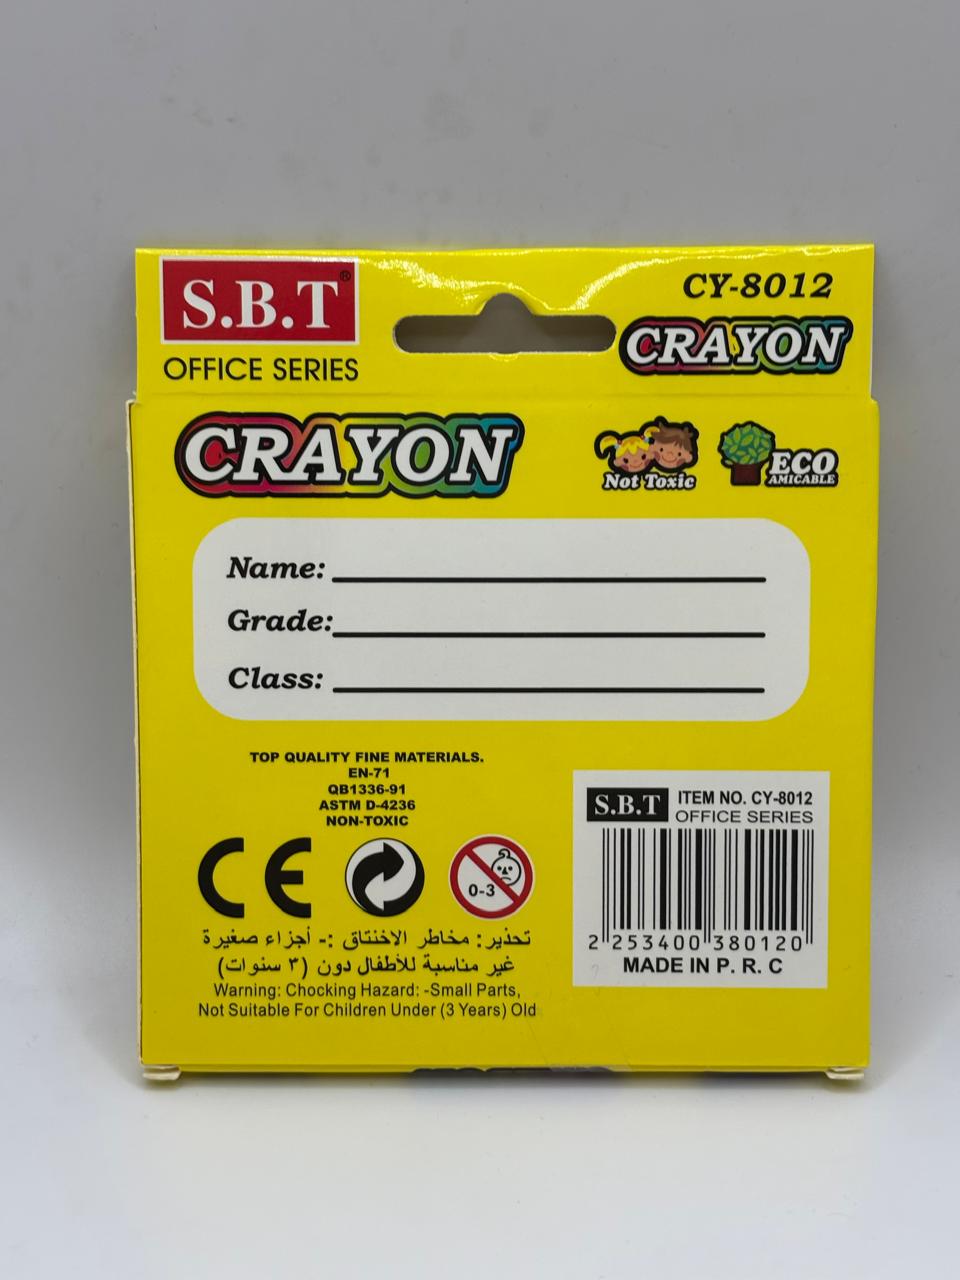 S.B.T®
OFFICE SERIES
CY-8012
CRAYON
CRAYON
Not Toxic
ECO
AMICABLE
Name:
Grade:
Class:
TOP QUALITY FINE MATERIALS.
EN-71
QB1336-91
ASTM D-4236
NON-TOXIC
CE
0-3
تحذير: مخاطر الاختناق :- أجزاء صغيرة
غير مناسبة للأطفال دون (٣ سنوات)
Warning: Chocking Hazard: -Small Parts,
Not Suitable For Children Under (3 Years) Old
S.B.T
ITEM NO. CY-8012
OFFICE SERIES
2 253400 380120
MADE IN P. R. C